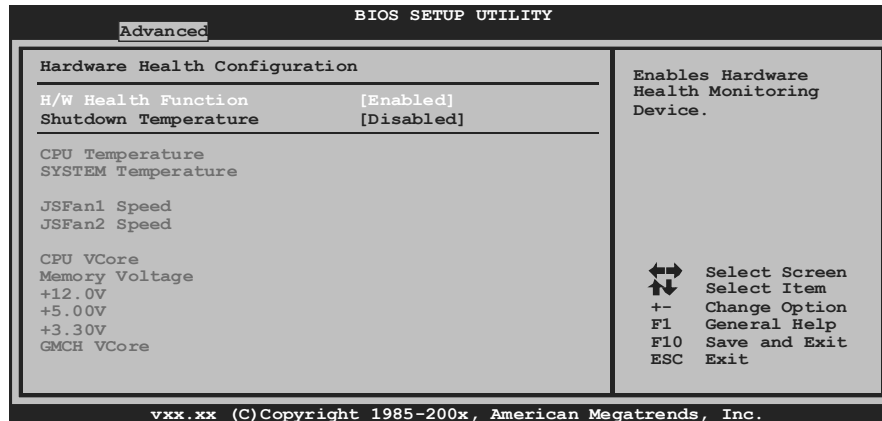 BIOS SETUP UTILITY
Advanced
Hardware Health Configuration
H/W Health Function [Enabled]
Shutdown Temperature [Disabled]
CPU Temperature
SYSTEM Temperature
JSFan1 Speed
JSFan2 Speed
CPU VCore
Memory Voltage
+12.0V
+5.00V
+3.30V
GMCH VCore
Enables Hardware
Health Monitoring
Device.
Select Screen
Select Item
+- Change Option
F1 General Help
F10 Save and Exit
ESC Exit
vxx.xx (C)Copyright 1985-200x, American Megatrends, Inc.